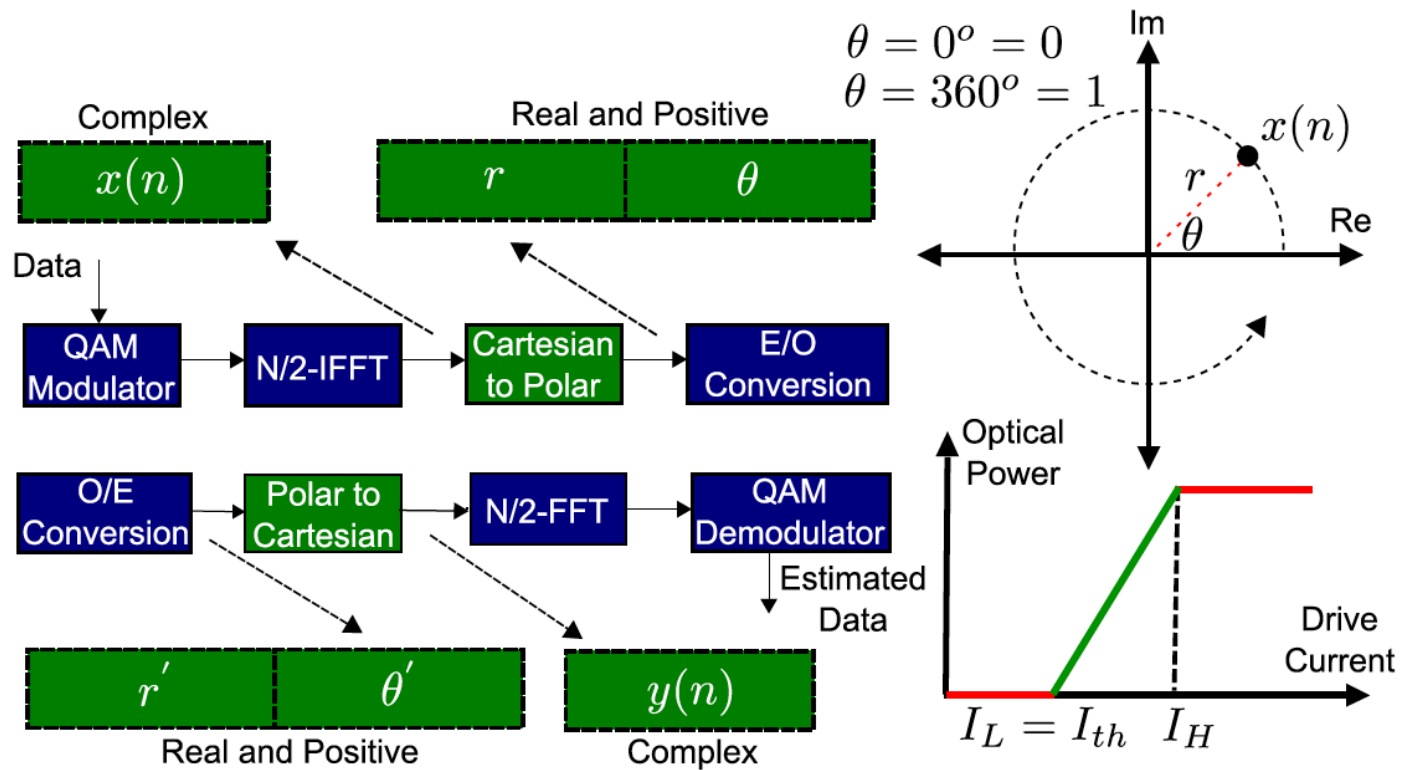 Complex
x(n)
Real and Positive
r θ
Data
QAM
Modulator
N/2-IFFT
Cartesian
to Polar
E/O
Conversion
O/E
Conversion
Polar to
Cartesian
N/2-FFT
QAM
Demodulator
Estimated
Data
r′ θ′
Real and Positive
y(n)
Complex
θ = 0ᵒ = 0
θ = 360ᵒ = 1
Im
x(n)
r
θ
Re
Optical
Power
Drive
Current
I_L = I_th I_H